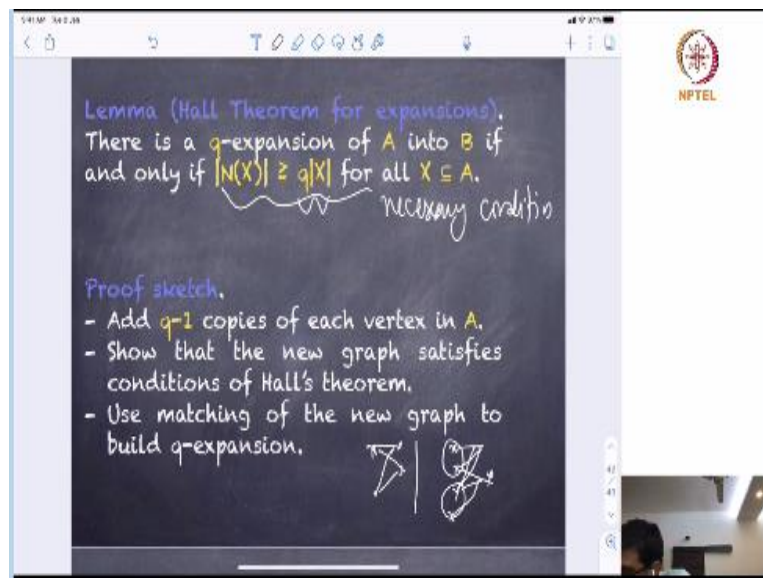 NPTEL
Lemma (Hall Theorem for expansions).
There is a q-expansion of A into B if
and only if |N(X)| ≥ q|X| for all X ⊆ A.
necessary conditio
Proof sketch.
- Add q-1 copies of each vertex in A.
- Show that the new graph satisfies
conditions of Hall's theorem.
- Use matching of the new graph to
build q-expansion.